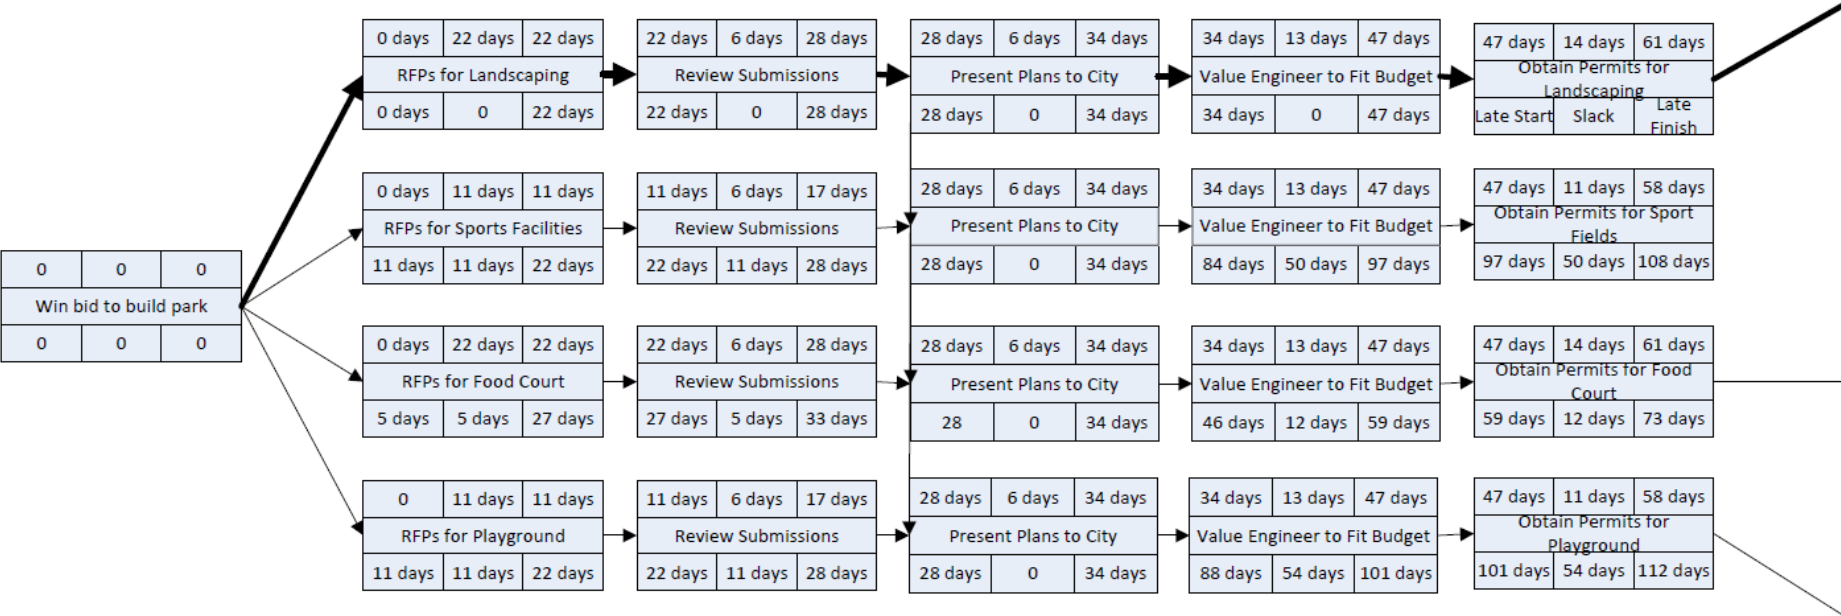 0 days 22 days 22 days
RFPs for Landscaping
0 days 0 22 days
22 days 6 days 28 days
Review Submissions
22 days 0 28 days
28 days 6 days 34 days
Present Plans to City
28 days 0 34 days
34 days 13 days 47 days
Value Engineer to Fit Budget
34 days 0 47 days
47 days 14 days 61 days
Obtain Permits for
Landscaping
Late Start Slack Late
Finish
0 days 11 days 11 days
RFPs for Sports Facilities
11 days 11 days 22 days
11 days 6 days 17 days
Review Submissions
22 days 11 days 28 days
28 days 6 days 34 days
Present Plans to City
28 days 0 34 days
34 days 13 days 47 days
Value Engineer to Fit Budget
84 days 50 days 97 days
47 days 11 days 58 days
Obtain Permits for Sport
Fields
97 days 50 days 108 days
0 0 0
Win bid to build park
0 0 0
0 days 22 days 22 days
RFPs for Food Court
5 days 5 days 27 days
22 days 6 days 28 days
Review Submissions
27 days 5 days 33 days
28 days 6 days 34 days
Present Plans to City
28 0 34 days
34 days 13 days 47 days
Value Engineer to Fit Budget
46 days 12 days 59 days
47 days 14 days 61 days
Obtain Permits for Food
Court
59 days 12 days 73 days
0 11 days 11 days
RFPs for Playground
11 days 11 days 22 days
11 days 6 days 17 days
Review Submissions
22 days 11 days 28 days
28 days 6 days 34 days
Present Plans to City
28 days 0 34 days
34 days 13 days 47 days
Value Engineer to Fit Budget
88 days 54 days 101 days
47 days 11 days 58 days
Obtain Permits for
Playground
101 days 54 days 112 days